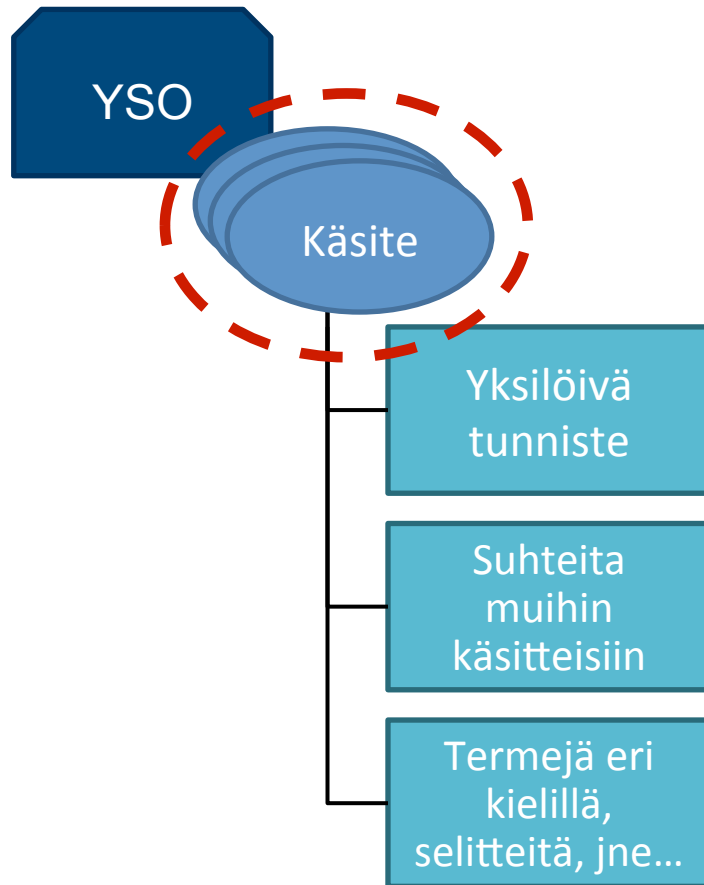 YSO
Käsite
Yksilöivä
tunniste
Suhteita
muihin
käsitteisiin
Termejä eri
kielillä,
selitteitä, jne…